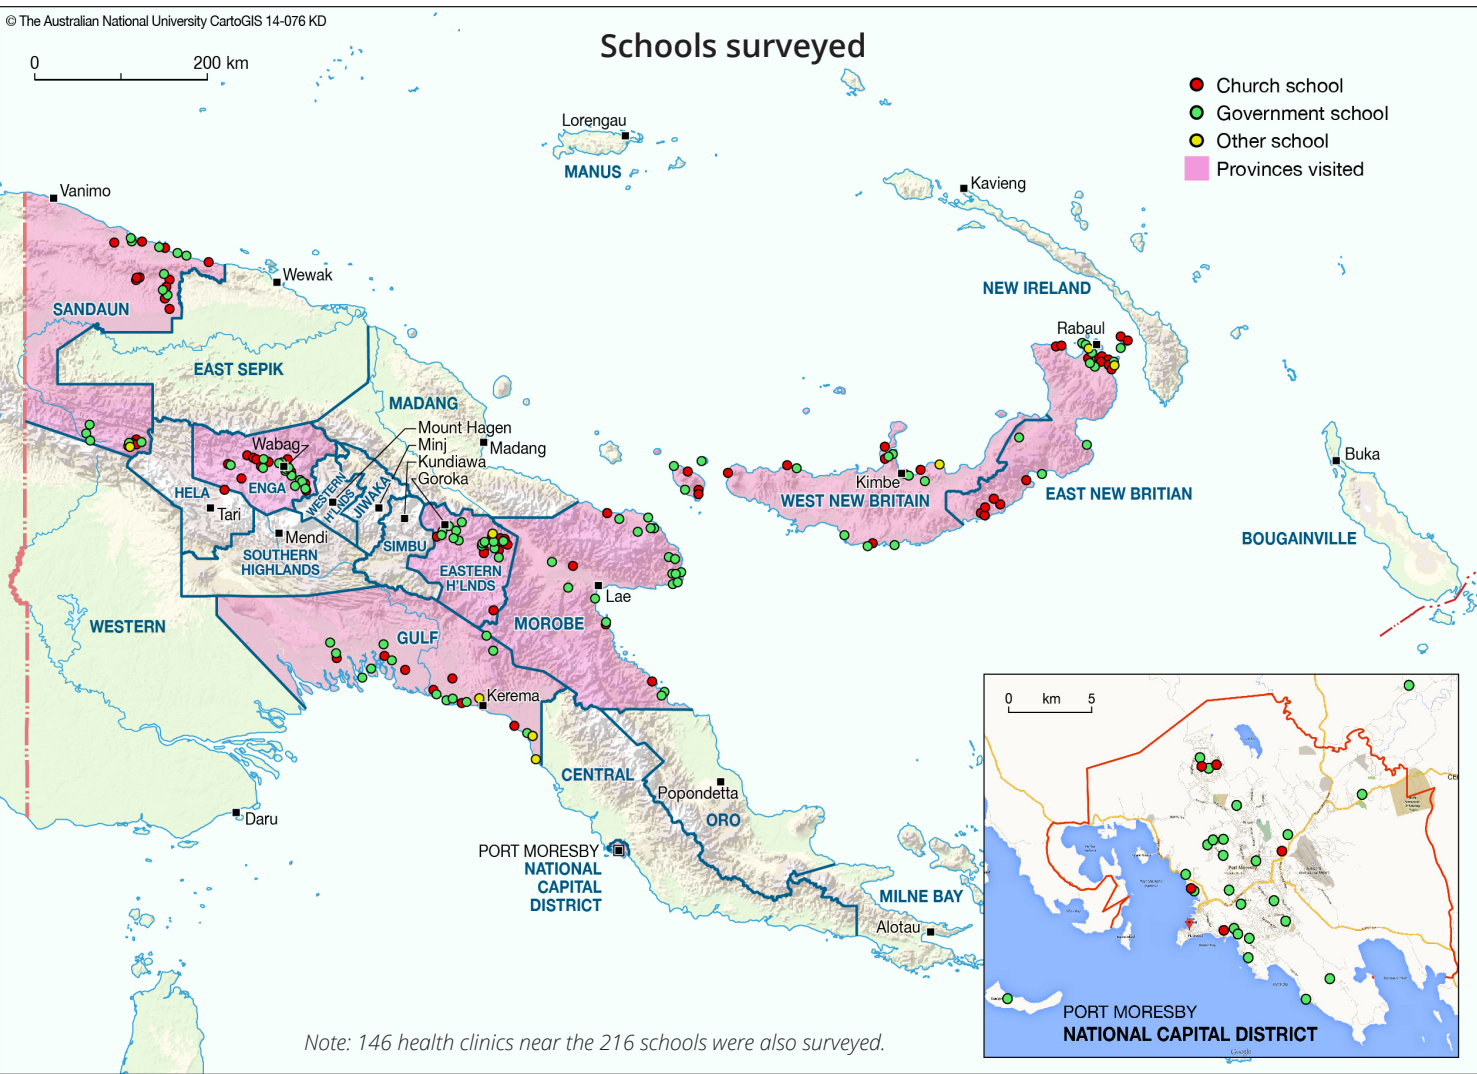 © The Australian National University CartoGIS 14-076 KD
Schools surveyed
0 200 km
Church school
Government school
Other school
Provinces visited
Lorengau
MANUS
Vanimo
Kavieng
Wewak
NEW IRELAND
SANDAUN
Rabaul
EAST SEPIK
MADANG
Mount Hagen
Wabag
Minj
Madang
Kundiawa
Goroka
Buka
Kimbe
HELA
ENGA
WESTERN
H'LNDS
JIWAKA
WEST NEW BRITAIN
EAST NEW BRITIAN
Tari
Mendi
SIMBU
BOUGAINVILLE
SOUTHERN
HIGHLANDS
EASTERN
H'LNDS
Lae
WESTERN
GULF
MOROBE
Kerema
CENTRAL
Popondetta
ORO
Daru
PORT MORESBY
NATIONAL
CAPITAL
DISTRICT
MILNE BAY
Alotau
0 km 5
PORT MORESBY
NATIONAL CAPITAL DISTRICT
Google
Note: 146 health clinics near the 216 schools were also surveyed.